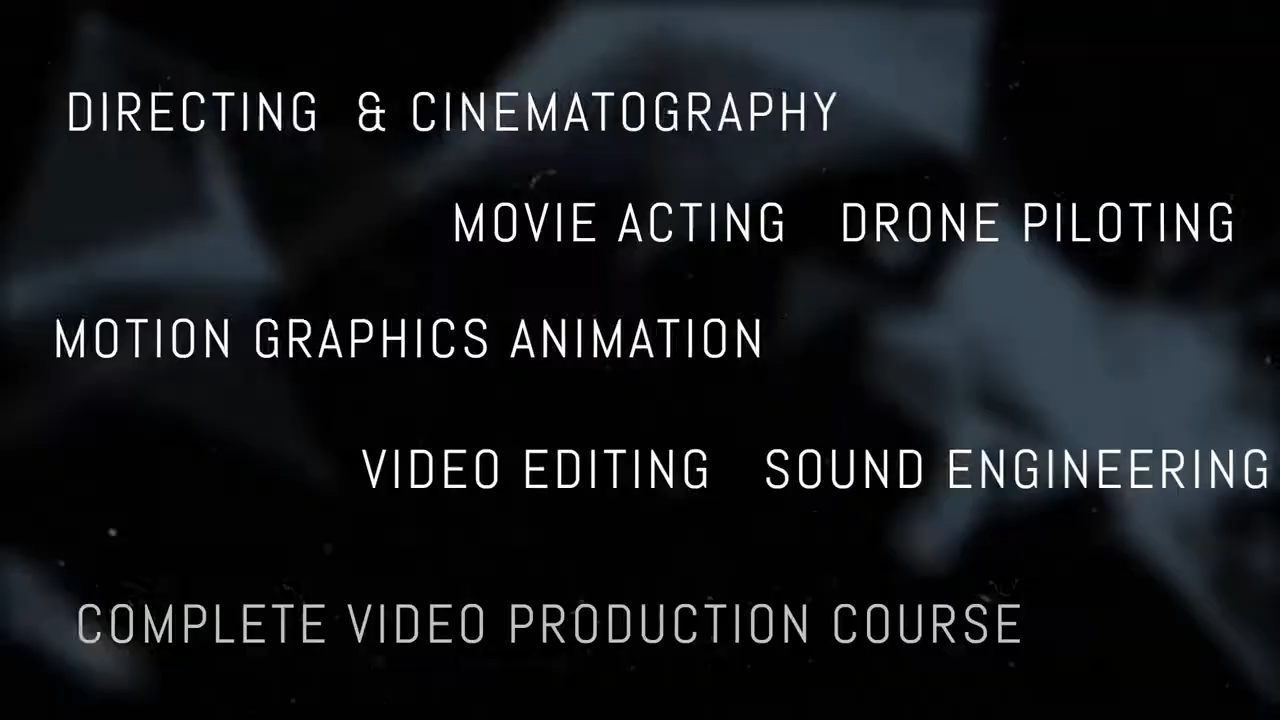 DIRECTING & CINEMATOGRAPHY
MOVIE ACTING DRONE PILOTING
MOTION GRAPHICS ANIMATION
VIDEO EDITING SOUND ENGINEERING
COMPLETE VIDEO PRODUCTION COURSE